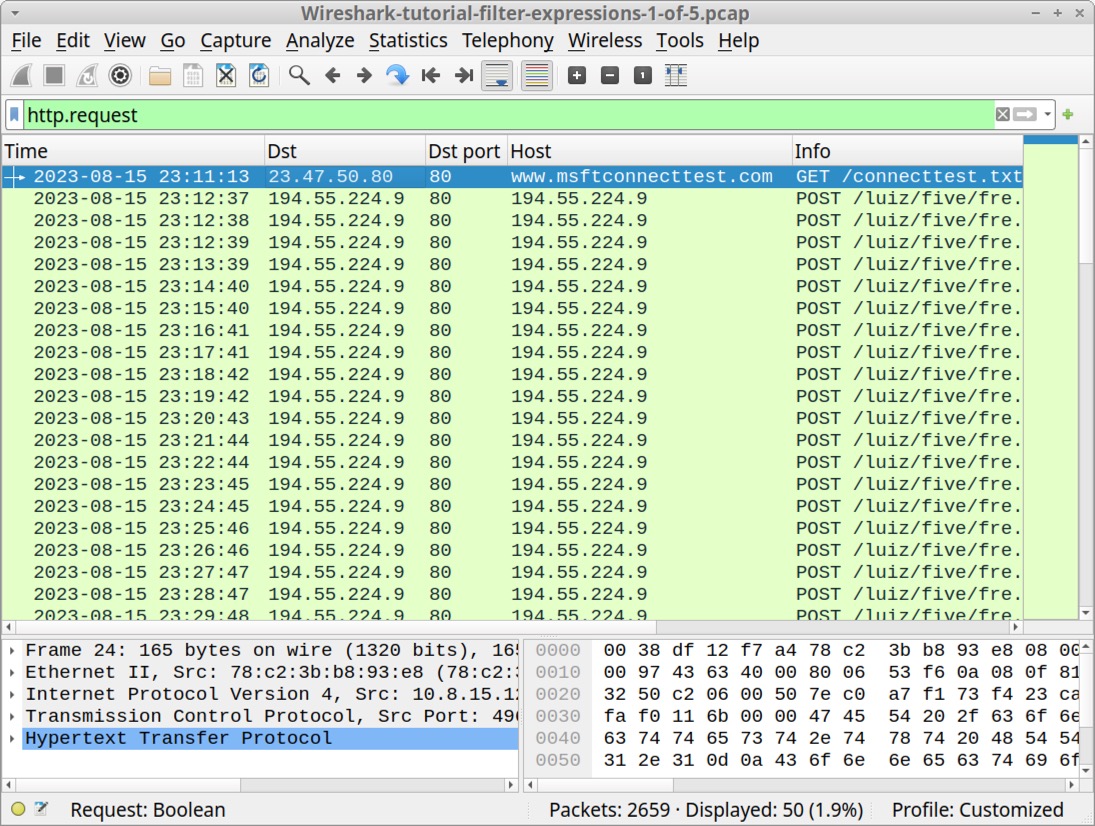 Wireshark-tutorial-filter-expressions-1-of-5.pcap
File Edit View Go Capture Analyze Statistics Telephony Wireless Tools Help
http.request
Time Dst Dst port Host Info
2023-08-15 23:11:13 23.47.50.80 80 www.msftconnecttest.com GET /connecttest.txt
2023-08-15 23:12:37 194.55.224.9 80 194.55.224.9 POST /luiz/five/fre.
2023-08-15 23:12:38 194.55.224.9 80 194.55.224.9 POST /luiz/five/fre.
2023-08-15 23:12:39 194.55.224.9 80 194.55.224.9 POST /luiz/five/fre.
2023-08-15 23:13:39 194.55.224.9 80 194.55.224.9 POST /luiz/five/fre.
2023-08-15 23:14:40 194.55.224.9 80 194.55.224.9 POST /luiz/five/fre.
2023-08-15 23:15:40 194.55.224.9 80 194.55.224.9 POST /luiz/five/fre.
2023-08-15 23:16:41 194.55.224.9 80 194.55.224.9 POST /luiz/five/fre.
2023-08-15 23:17:41 194.55.224.9 80 194.55.224.9 POST /luiz/five/fre.
2023-08-15 23:18:42 194.55.224.9 80 194.55.224.9 POST /luiz/five/fre.
2023-08-15 23:19:42 194.55.224.9 80 194.55.224.9 POST /luiz/five/fre.
2023-08-15 23:20:43 194.55.224.9 80 194.55.224.9 POST /luiz/five/fre.
2023-08-15 23:21:44 194.55.224.9 80 194.55.224.9 POST /luiz/five/fre.
2023-08-15 23:22:44 194.55.224.9 80 194.55.224.9 POST /luiz/five/fre.
2023-08-15 23:23:45 194.55.224.9 80 194.55.224.9 POST /luiz/five/fre.
2023-08-15 23:24:45 194.55.224.9 80 194.55.224.9 POST /luiz/five/fre.
2023-08-15 23:25:46 194.55.224.9 80 194.55.224.9 POST /luiz/five/fre.
2023-08-15 23:26:46 194.55.224.9 80 194.55.224.9 POST /luiz/five/fre.
2023-08-15 23:27:47 194.55.224.9 80 194.55.224.9 POST /luiz/five/fre.
2023-08-15 23:28:47 194.55.224.9 80 194.55.224.9 POST /luiz/five/fre.
2023-08-15 23:29:48 194.55.224.9 80 194.55.224.9 POST /luiz/five/fre.
Frame 24: 165 bytes on wire (1320 bits), 165
Ethernet II, Src: 78:c2:3b:b8:93:e8 (78:c2:3
Internet Protocol Version 4, Src: 10.8.15.12
Transmission Control Protocol, Src Port: 496
Hypertext Transfer Protocol
0000 00 38 df 12 f7 a4 78 c2 3b b8 93 e8 08 00
0010 00 97 43 63 40 00 80 06 53 f6 0a 08 0f 81
0020 32 50 c2 06 00 50 7e c0 a7 f1 73 f4 23 ca
0030 fa f0 11 6b 00 00 47 45 54 20 2f 63 6f 6e
0040 63 74 74 65 73 74 2e 74 78 74 20 48 54 54
0050 31 2e 31 0d 0a 43 6f 6e 6e 65 63 74 69 6f
Request: Boolean Packets: 2659 · Displayed: 50 (1.9%) Profile: Customized